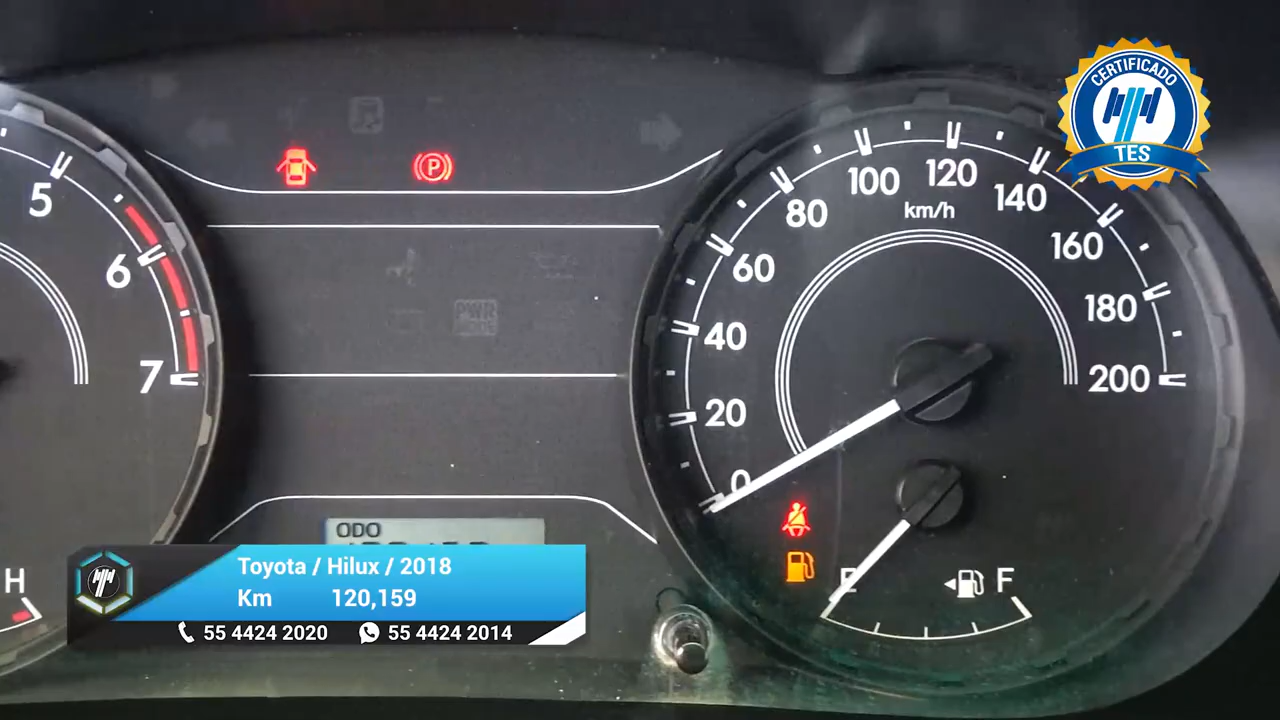 CERTIFICADO
TES
5
6
7
H
P
PWR
MODE
0
20
40
60
80
100
120
140
160
180
200
km/h
E
F
ODO
Toyota / Hilux / 2018
Km 120,159
55 4424 2020 55 4424 2014